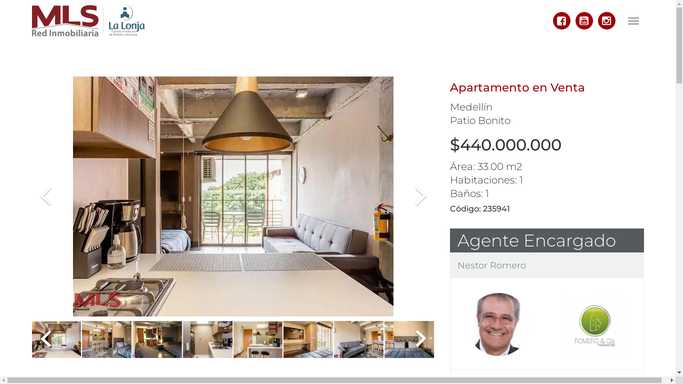 MLS
Red Inmobiliaria
La Lonja
Apartamento en Venta
Medellín
Patio Bonito
$440.000.000
Área: 33.00 m2
Habitaciones: 1
Baños: 1
Código: 235941
MLS
Agente Encargado
Nestor Romero
ROMERO & CIA